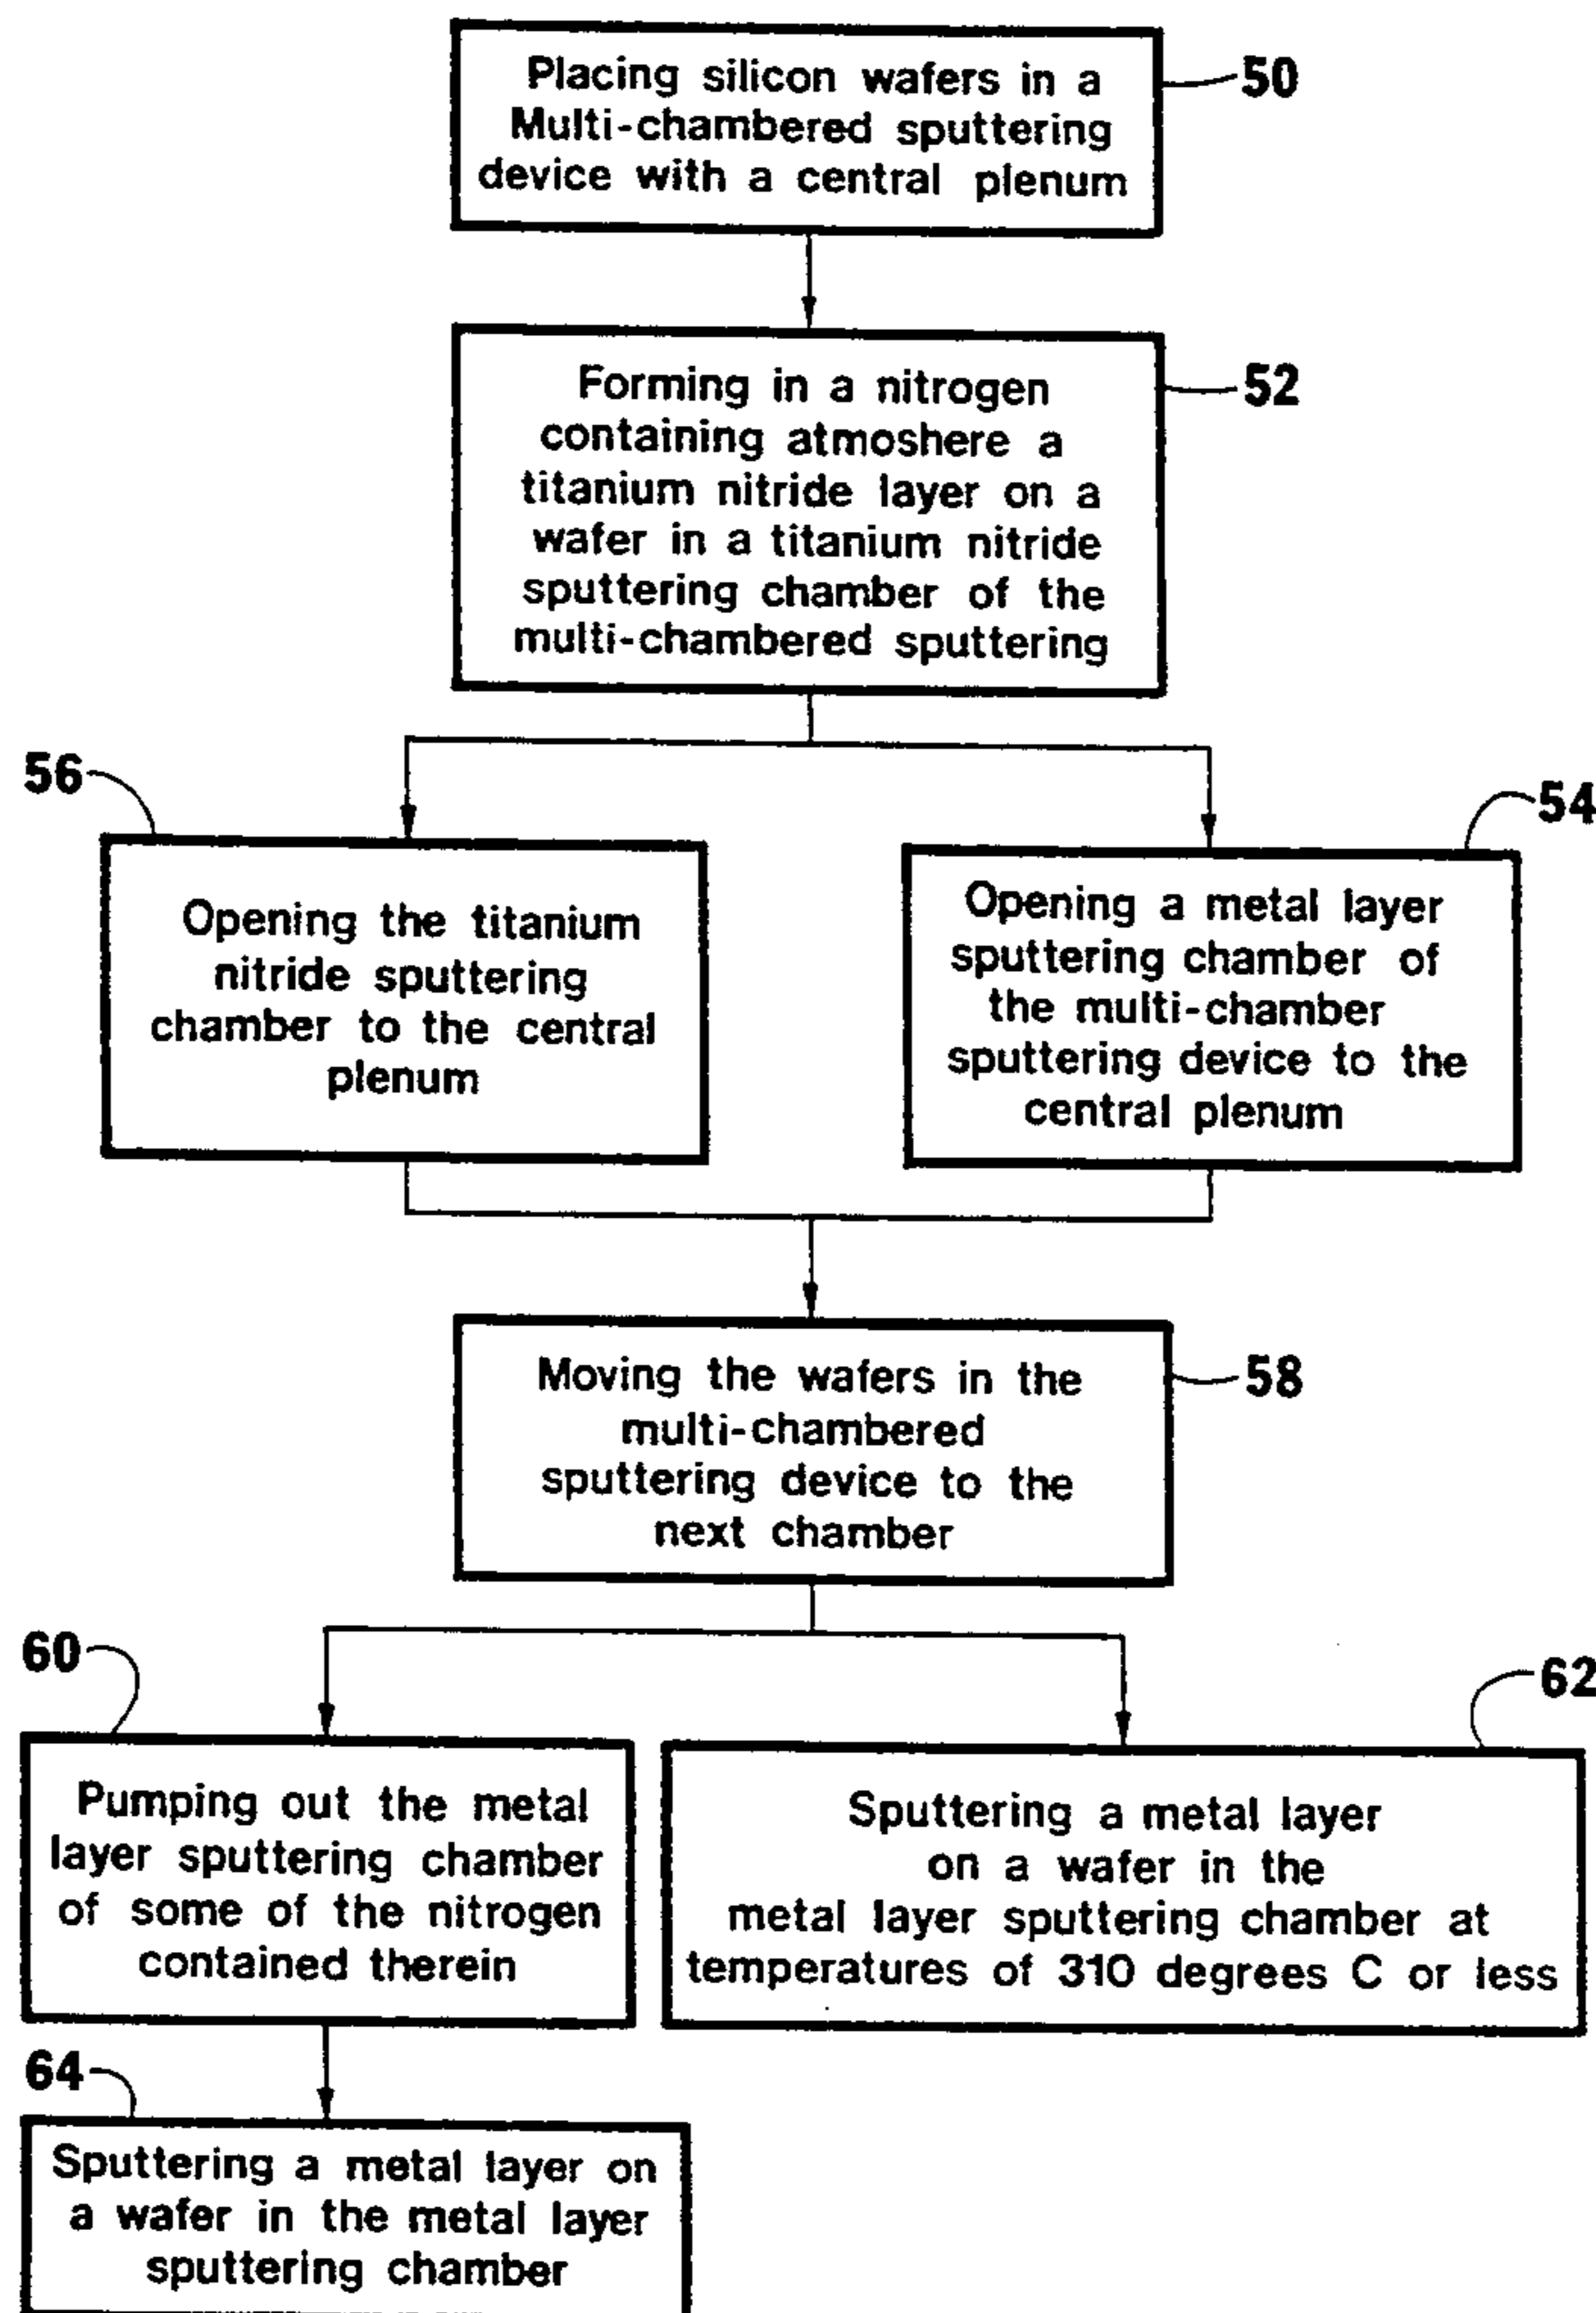 Placing silicon wafers in a
Multi-chambered sputtering
device with a central plenum
50
Forming in a nitrogen
containing atmoshere a
titanium nitride layer on a
wafer in a titanium nitride
sputtering chamber of the
multi-chambered sputtering
52
56
Opening the titanium
nitride sputtering
chamber to the central
plenum
54
Opening a metal layer
sputtering chamber of
the multi-chamber
sputtering device to the
central plenum
Moving the wafers in the
multi-chambered
sputtering device to the
next chamber
58
60
Pumping out the metal
layer sputtering chamber
of some of the nitrogen
contained therein
62
Sputtering a metal layer
on a wafer in the
metal layer sputtering chamber at
temperatures of 310 degrees C or less
64
Sputtering a metal layer on
a wafer in the metal layer
sputtering chamber